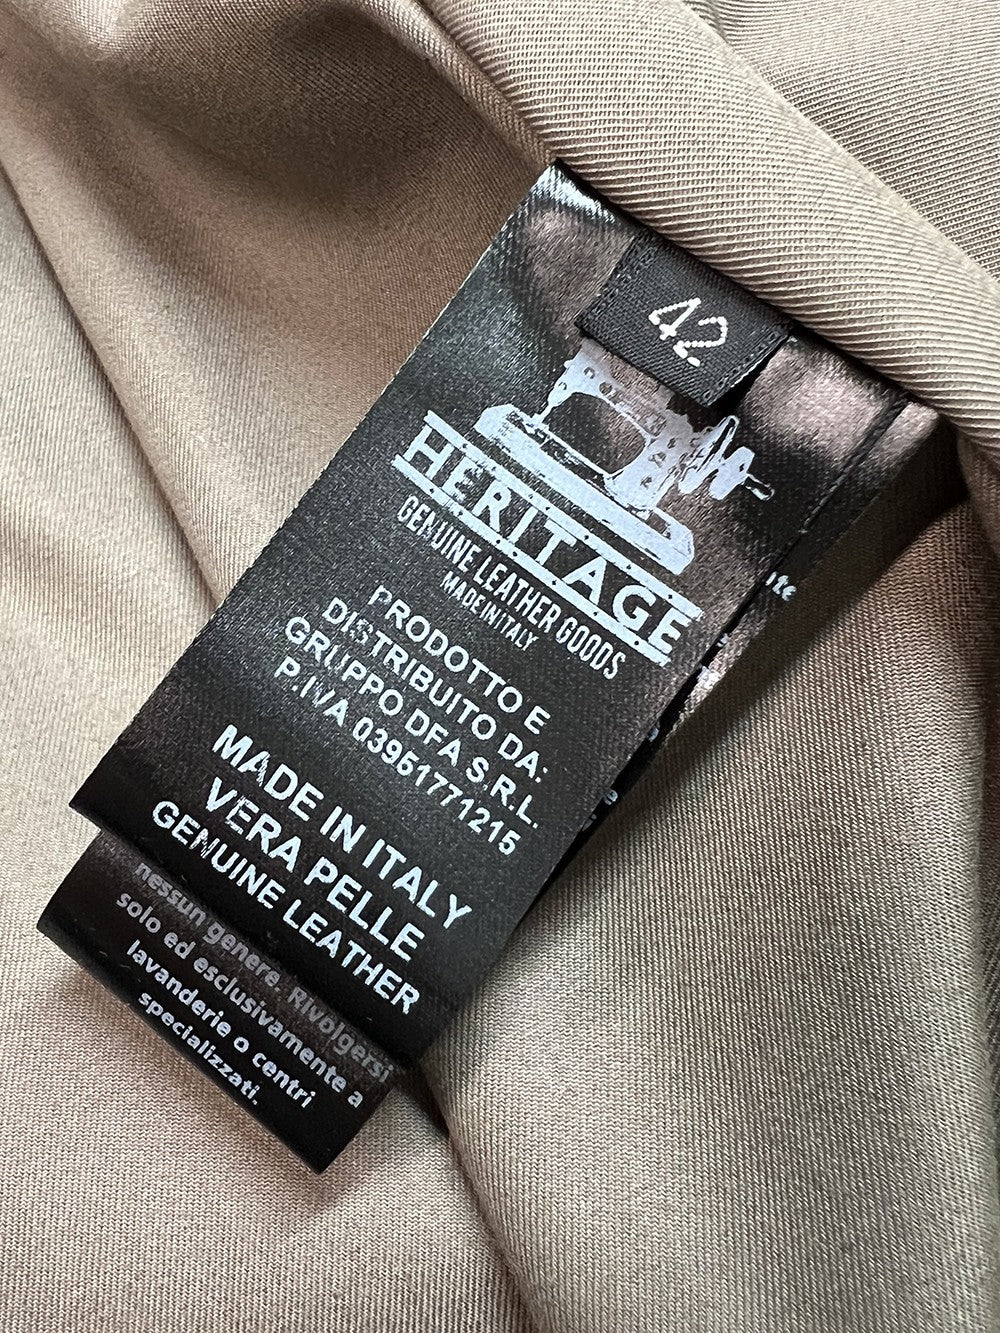 42
HERITAGE
GENUINE LEATHER GOODS
MADE IN ITALY
PRODOTTO E
DISTRIBUITO DA:
GRUPPO DFA S.R.L.
P.IVA 03961771215
MADE IN ITALY
VERA PELLE
GENUINE LEATHER
nessun genere. Rivolgersi
solo ed esclusivamente a
lavanderie o centri
specializzati.